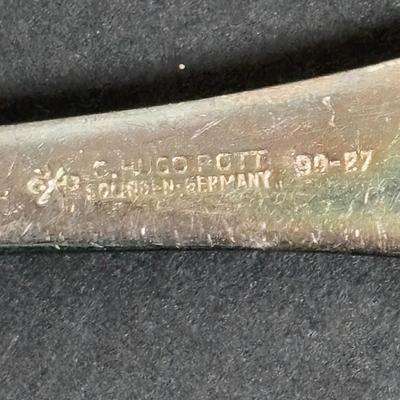 C. HUGO POTT 90-27
SOLINGEN-GERMANY